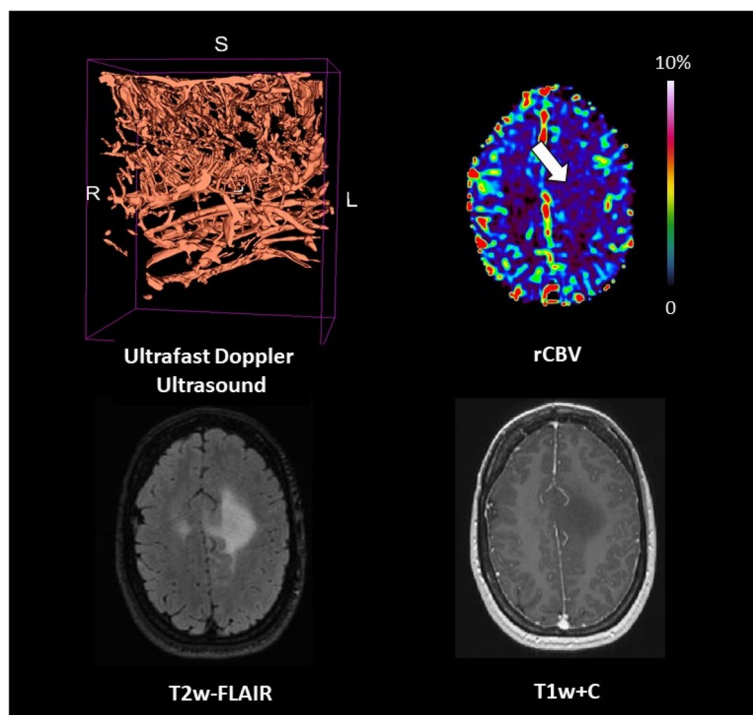 S
10%
R
L
0
Ultrafast Doppler
Ultrasound
rCBV
T2w-FLAIR
T1w+C